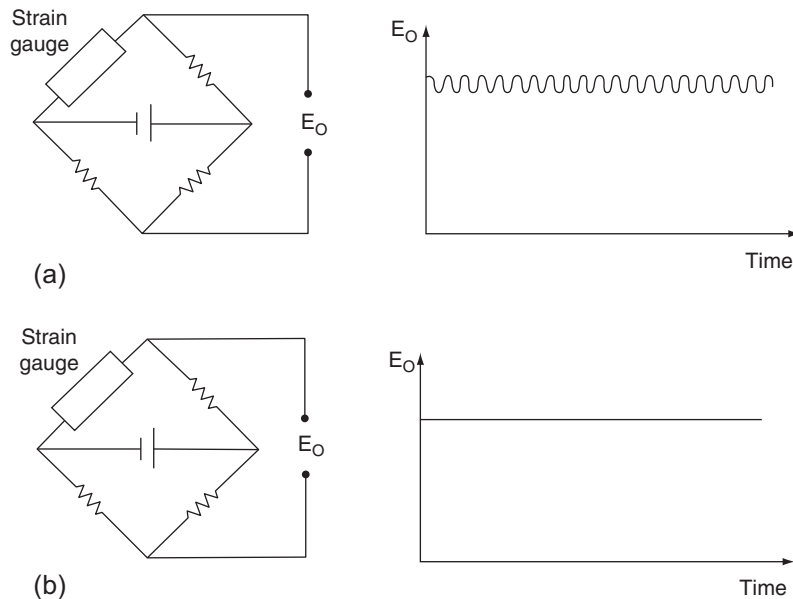 Strain
gauge
E_O
E_O
Time
(a)
Strain
gauge
E_O
E_O
Time
(b)